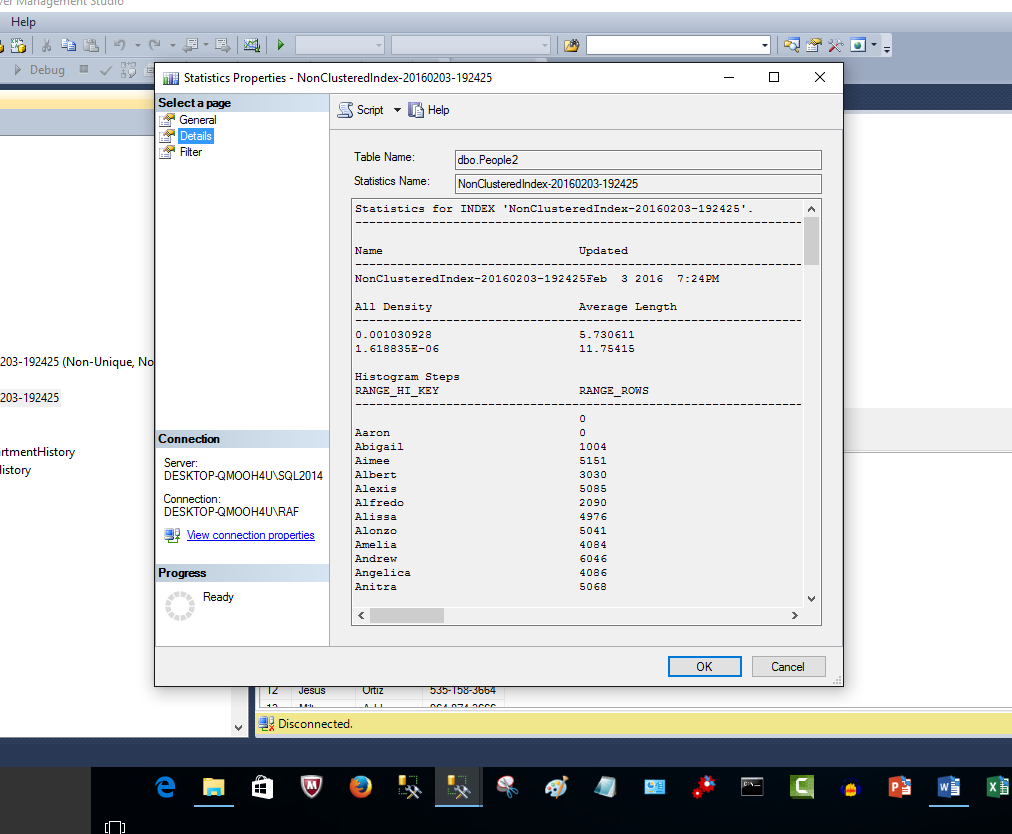 ver Management Studio
Help
Debug
Statistics Properties - NonClusteredIndex-20160203-192425
Select a page
General
Details
Filter
Script
Help
Table Name:
dbo.People2
Statistics Name:
NonClusteredIndex-20160203-192425
Statistics for INDEX 'NonClusteredIndex-20160203-192425'.
Name Updated
NonClusteredIndex-20160203-192425Feb 3 2016 7:24PM
All Density Average Length
0.001030928 5.730611
1.618835E-06 11.75415
Histogram Steps
RANGE_HI_KEY RANGE_ROWS
0
Aaron 0
Abigail 1004
Aimee 5151
Albert 3030
Alexis 5085
Alfredo 2090
Alissa 4976
Alonzo 5041
Amelia 4084
Andrew 6046
Angelica 4086
Anitra 5068
203-192425 (Non-Unique, No
203-192425
rtmentHistory
History
Connection
Server:
DESKTOP-QMOOH4U\SQL2014
Connection:
DESKTOP-QMOOH4U\RAF
View connection properties
Progress
Ready
OK
Cancel
12 Jesus Ortiz 535-158-3664
Disconnected.